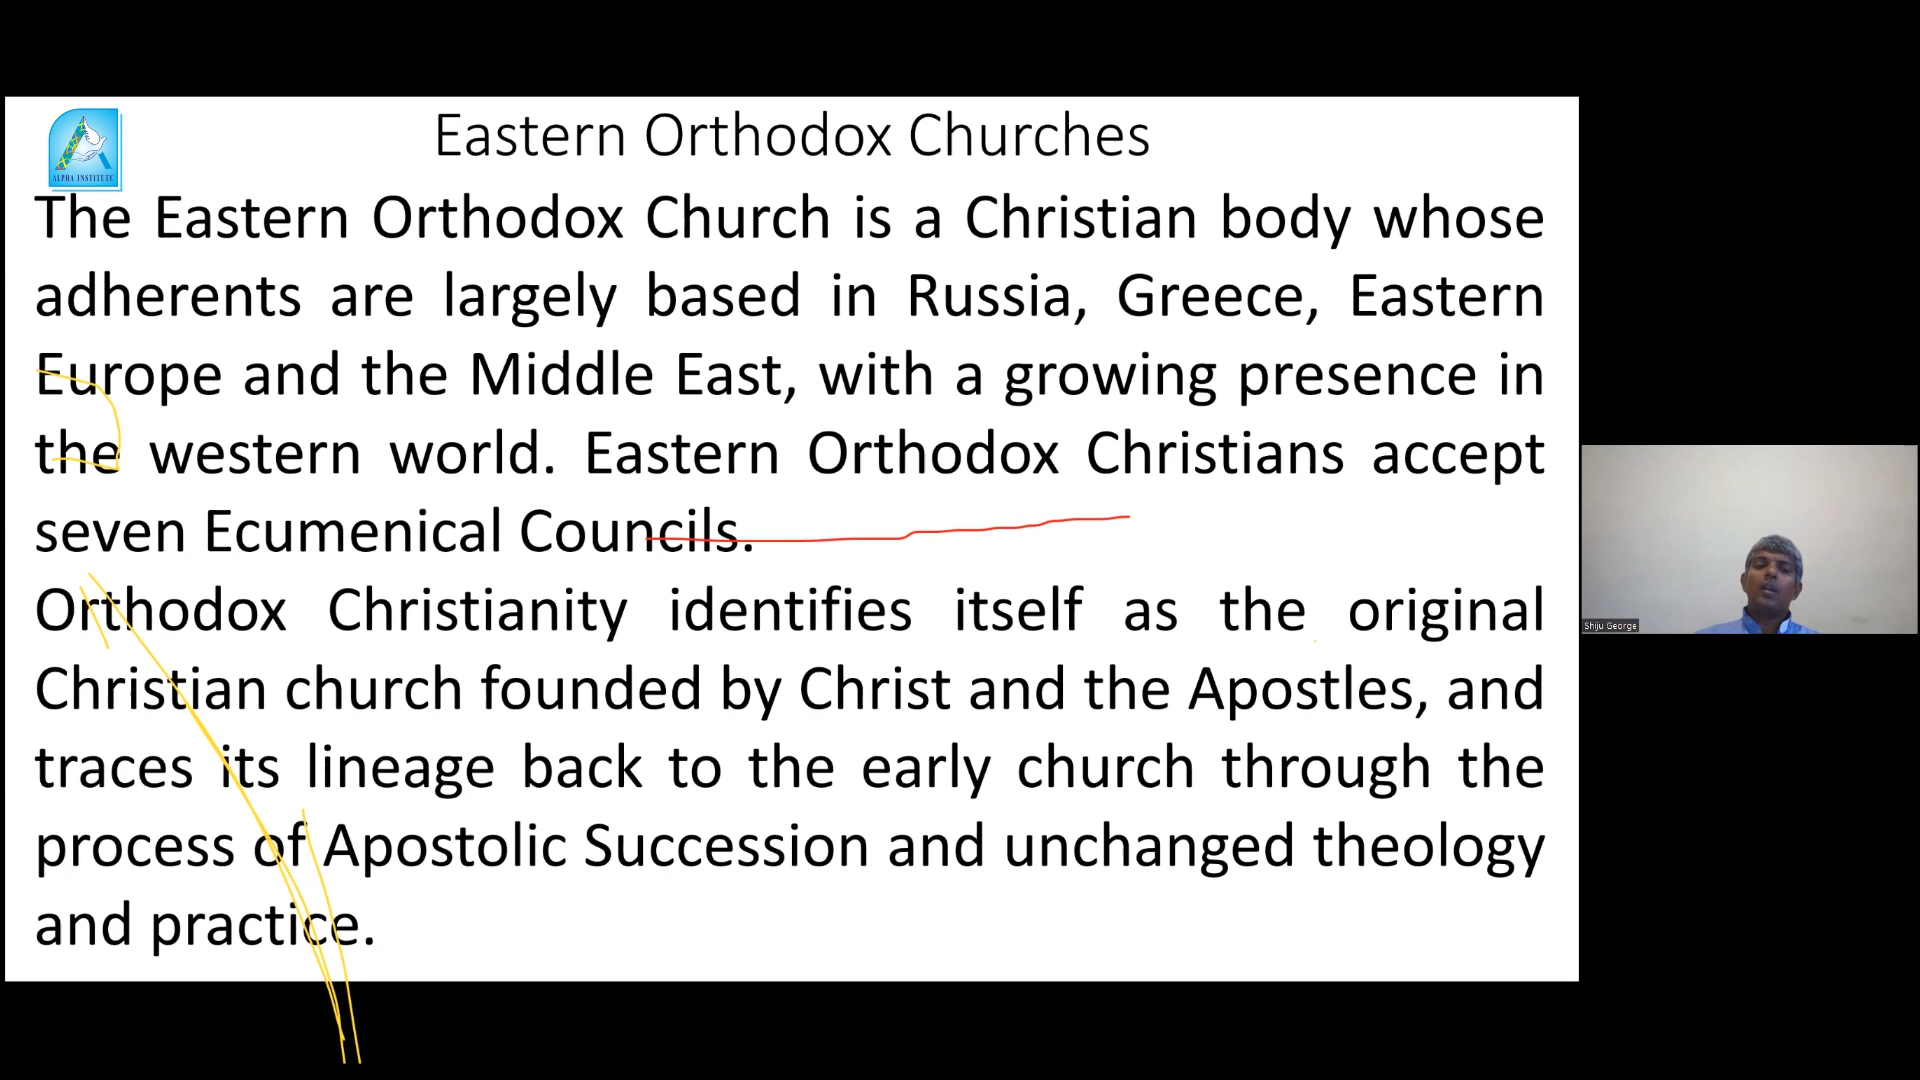 ALPHA INSTITUTE
Eastern Orthodox Churches
The Eastern Orthodox Church is a Christian body whose
adherents are largely based in Russia, Greece, Eastern
Europe and the Middle East, with a growing presence in
the western world. Eastern Orthodox Christians accept
seven Ecumenical Councils.
Orthodox Christianity identifies itself as the original
Christian church founded by Christ and the Apostles, and
traces its lineage back to the early church through the
process of Apostolic Succession and unchanged theology
and practice.
Shiju George